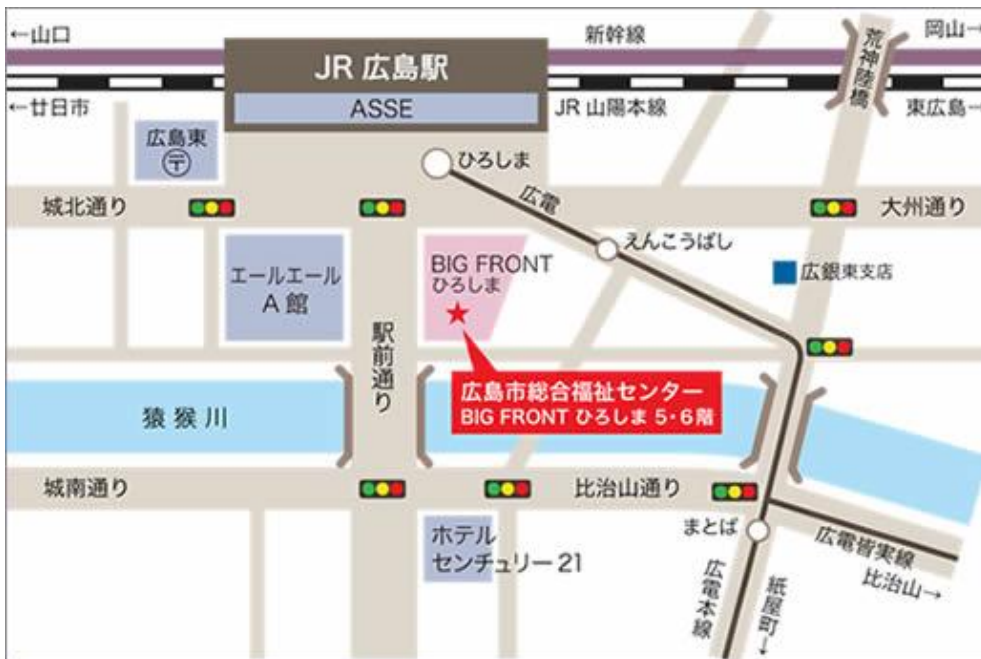 ←山口
新幹線
岡山→
JR 広島駅
荒神陸橋
←廿日市
ASSE
JR 山陽本線
東広島→
広島東
〒
ひろしま
広電
城北通り
大州通り
えんこうばし
エールエール
A 館
BIG FRONT
ひろしま
広銀東支店
駅前通り
広島市総合福祉センター
BIG FRONT ひろしま 5・6階
猿猴川
城南通り
比治山通り
ホテル
センチュリー 21
まとば
広電皆実線
比治山→
広電本線
紙屋町→